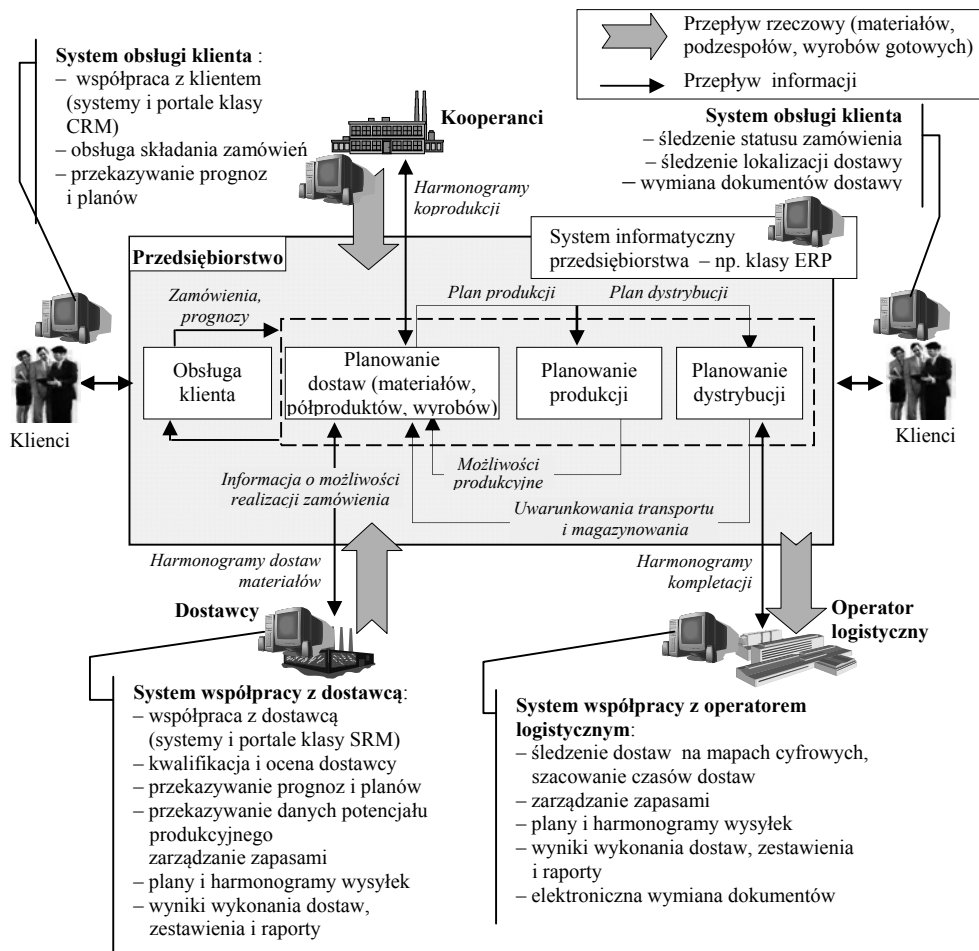 System obsługi klienta :
– współpraca z klientem
(systemy i portale klasy
CRM)
– obsługa składania zamówień
– przekazywanie prognoz
i planów
Przepływ rzeczowy (materiałów,
podzespołów, wyrobów gotowych)
Przepływ informacji
Kooperanci
Harmonogramy
koprodukcji
System obsługi klienta
– śledzenie statusu zamówienia
– śledzenie lokalizacji dostawy
– wymiana dokumentów dostawy
Przedsiębiorstwo
System informatyczny
przedsiębiorstwa – np. klasy ERP
Zamówienia,
prognozy
Plan produkcji
Plan dystrybucji
Obsługa
klienta
Planowanie
dostaw (materiałów,
półproduktów, wyrobów)
Planowanie
produkcji
Planowanie
dystrybucji
Klienci
Klienci
Informacja o możliwości
realizacji zamówienia
Możliwości
produkcyjne
Uwarunkowania transportu
i magazynowania
Harmonogramy dostaw
materiałów
Harmonogramy
kompletacji
Dostawcy
Operator
logistyczny
System współpracy z dostawcą:
– współpraca z dostawcą
(systemy i portale klasy SRM)
– kwalifikacja i ocena dostawcy
– przekazywanie prognoz i planów
– przekazywanie danych potencjału
produkcyjnego
zarządzanie zapasami
– plany i harmonogramy wysyłek
– wyniki wykonania dostaw,
zestawienia i raporty
System współpracy z operatorem
logistycznym:
– śledzenie dostaw na mapach cyfrowych,
szacowanie czasów dostaw
– zarządzanie zapasami
– plany i harmonogramy wysyłek
– wyniki wykonania dostaw, zestawienia
i raporty
– elektroniczna wymiana dokumentów